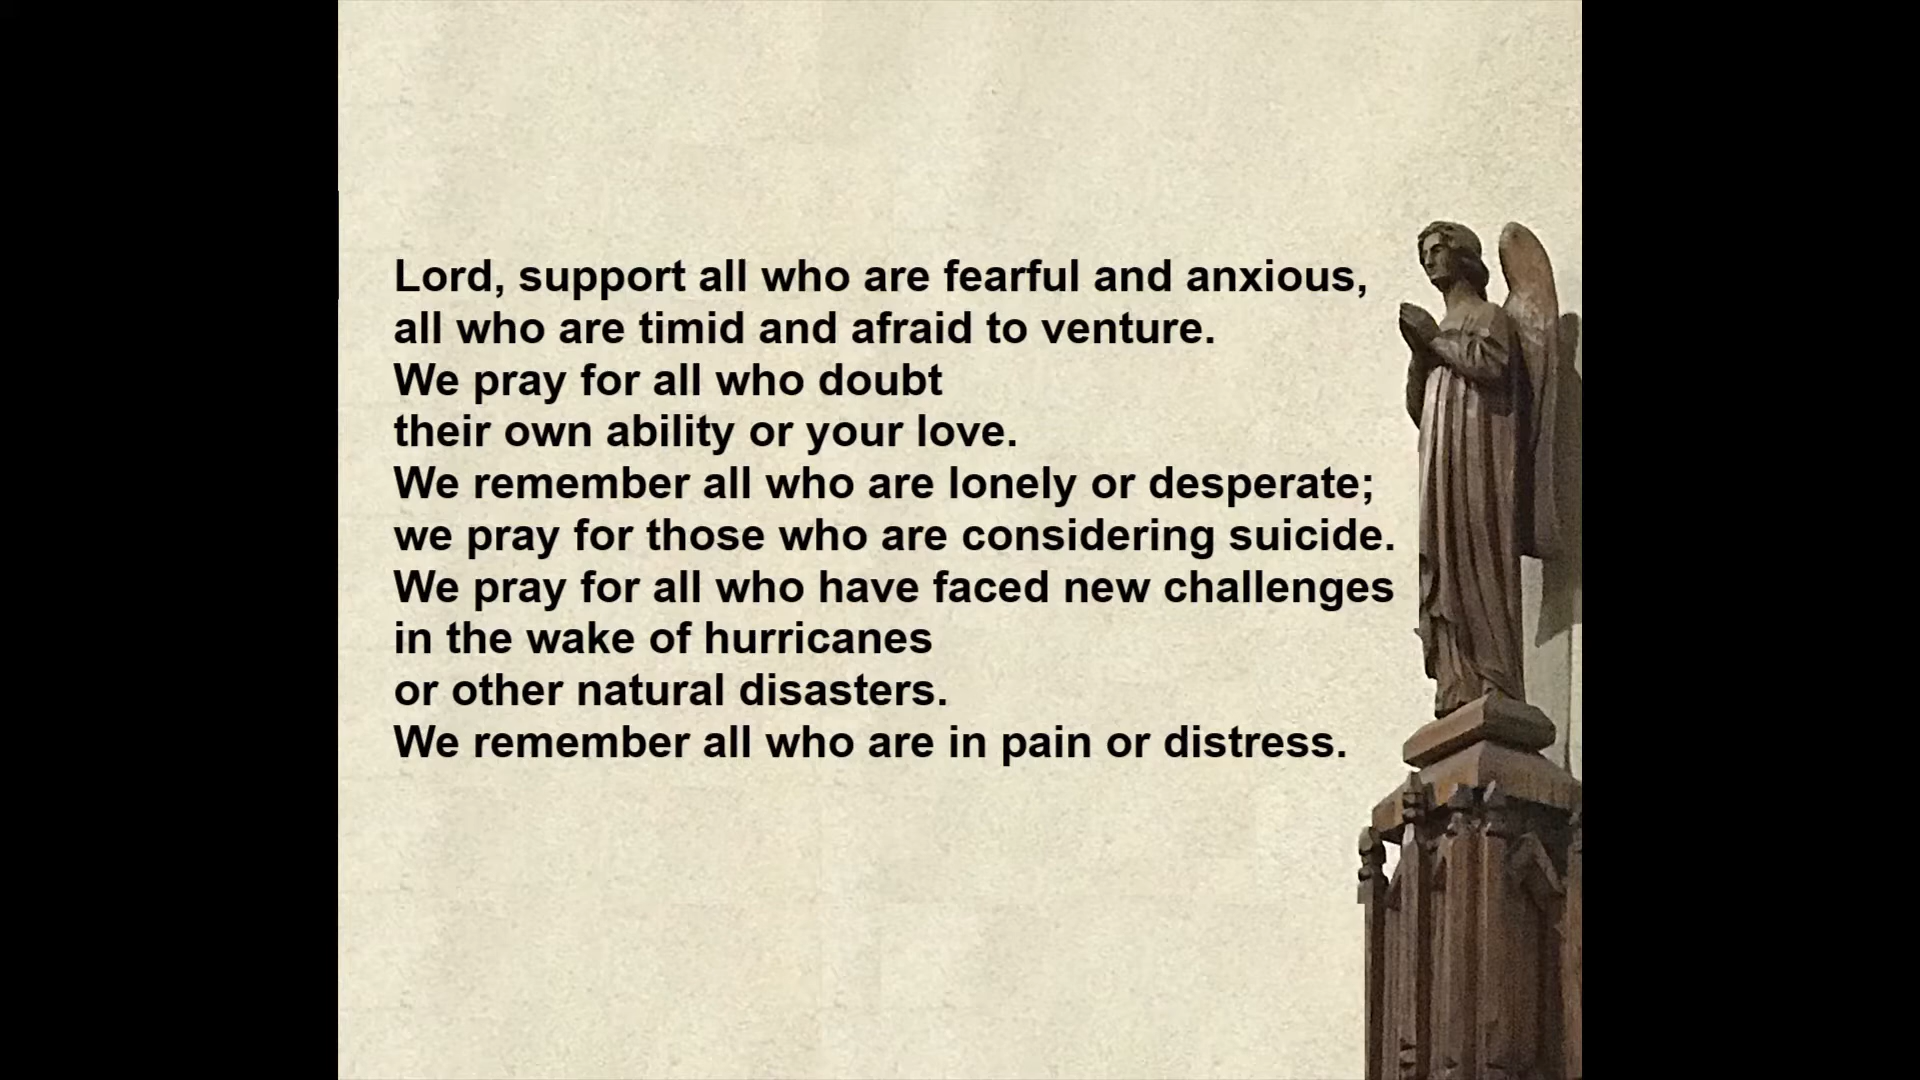 Lord, support all who are fearful and anxious,
all who are timid and afraid to venture.
We pray for all who doubt
their own ability or your love.
We remember all who are lonely or desperate;
we pray for those who are considering suicide.
We pray for all who have faced new challenges
in the wake of hurricanes
or other natural disasters.
We remember all who are in pain or distress.